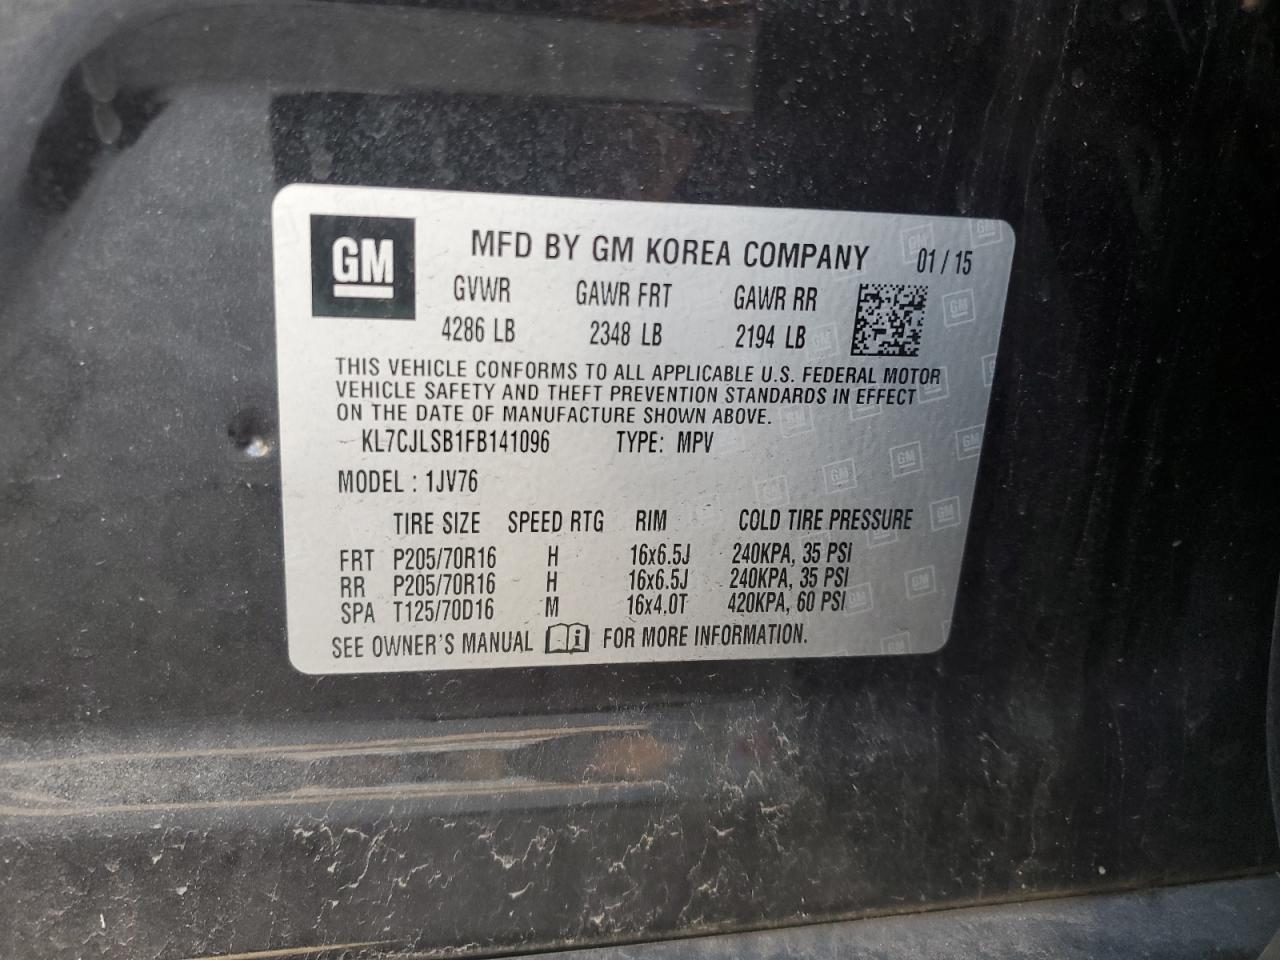 GM
MFD BY GM KOREA COMPANY 01/15
GVWR GAWR FRT GAWR RR
4286 LB 2348 LB 2194 LB
THIS VEHICLE CONFORMS TO ALL APPLICABLE U.S. FEDERAL MOTOR
VEHICLE SAFETY AND THEFT PREVENTION STANDARDS IN EFFECT
ON THE DATE OF MANUFACTURE SHOWN ABOVE.
KL7CJLSB1FB141096 TYPE: MPV
MODEL : 1JV76
TIRE SIZE SPEED RTG RIM COLD TIRE PRESSURE
FRT P205/70R16 H 16x6.5J 240KPA, 35 PSI
RR P205/70R16 H 16x6.5J 240KPA, 35 PSI
SPA T125/70D16 M 16x4.0T 420KPA, 60 PSI
SEE OWNER'S MANUAL i FOR MORE INFORMATION.